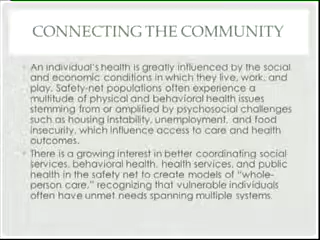 CONNECTING THE COMMUNITY
• An individual's health is greatly influenced by the social
and economic conditions in which they live, work, and
play. Safety-net populations often experience a
multitude of physical and behavioral health issues
stemming from or amplified by psychosocial challenges
such as housing instability, unemployment, and food
insecurity, which influence access to care and health
outcomes.
• There is a growing interest in better coordinating social
services, behavioral health, health services, and public
health in the safety net to create models of "whole-
person care," recognizing that vulnerable individuals
often have unmet needs spanning multiple systems.